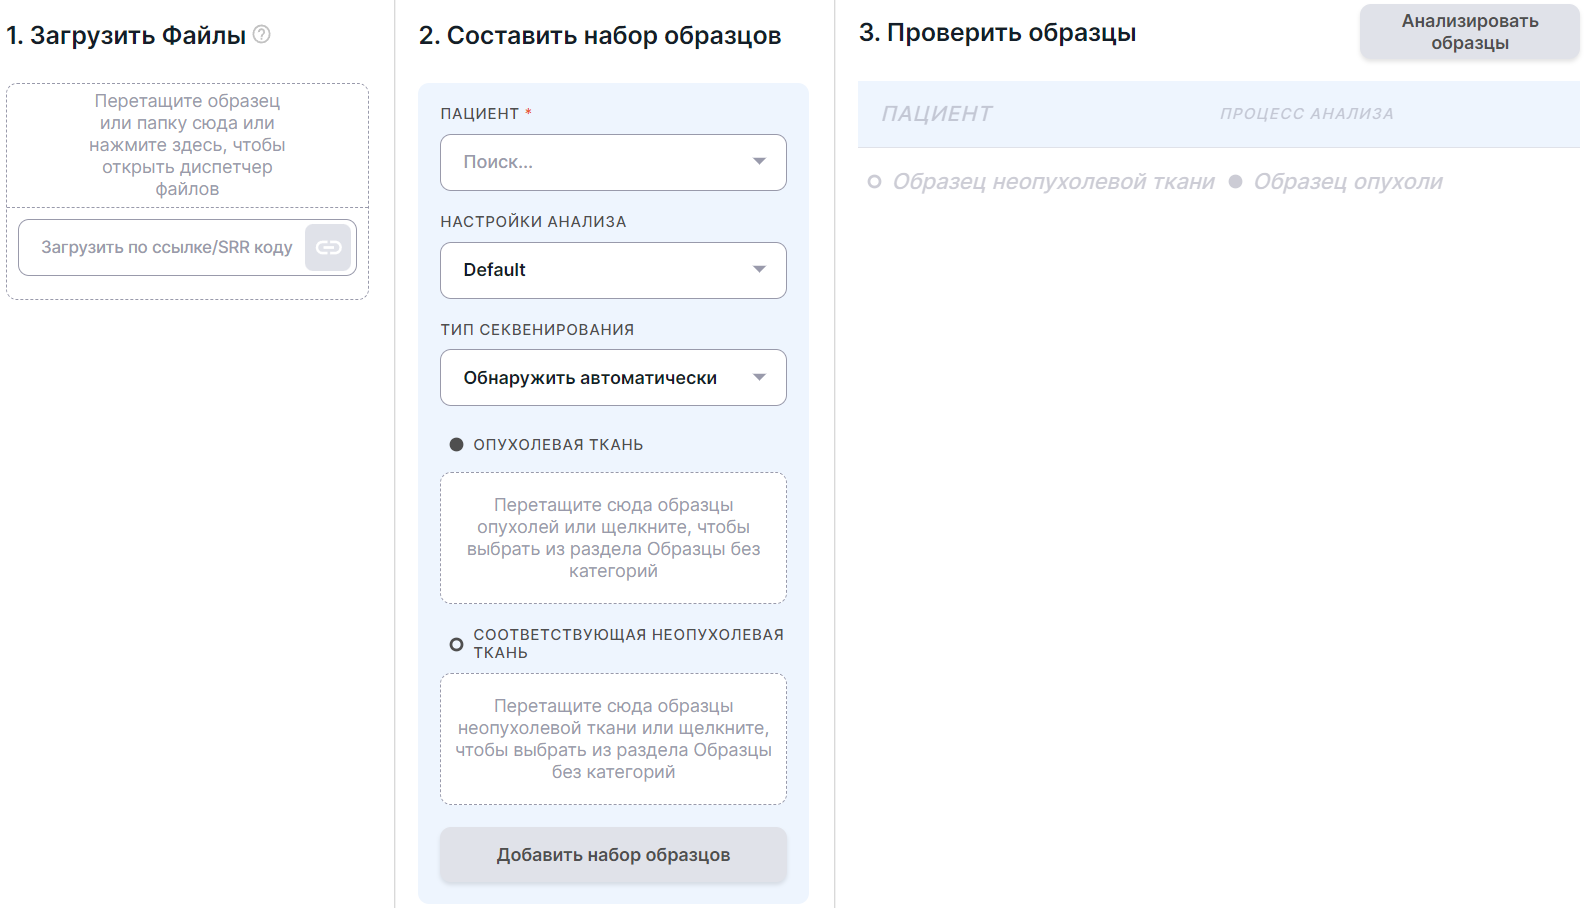 1. Загрузить Файлы
Перетащите образец
или папку сюда или
нажмите здесь, чтобы
открыть диспетчер
файлов
Загрузить по ссылке/SRR коду
2. Составить набор образцов
ПАЦИЕНТ *
Поиск...
НАСТРОЙКИ АНАЛИЗА
Default
ТИП СЕКВЕНИРОВАНИЯ
Обнаружить автоматически
ОПУХОЛЕВАЯ ТКАНЬ
Перетащите сюда образцы
опухолей или щелкните, чтобы
выбрать из раздела Образцы без
категорий
СООТВЕТСТВУЮЩАЯ НЕОПУХОЛЕВАЯ
ТКАНЬ
Перетащите сюда образцы
неопухолевой ткани или щелкните,
чтобы выбрать из раздела Образцы
без категорий
Добавить набор образцов
3. Проверить образцы
Анализировать
образцы
ПАЦИЕНТ
ПРОЦЕСС АНАЛИЗА
Образец неопухолевой ткани
Образец опухоли